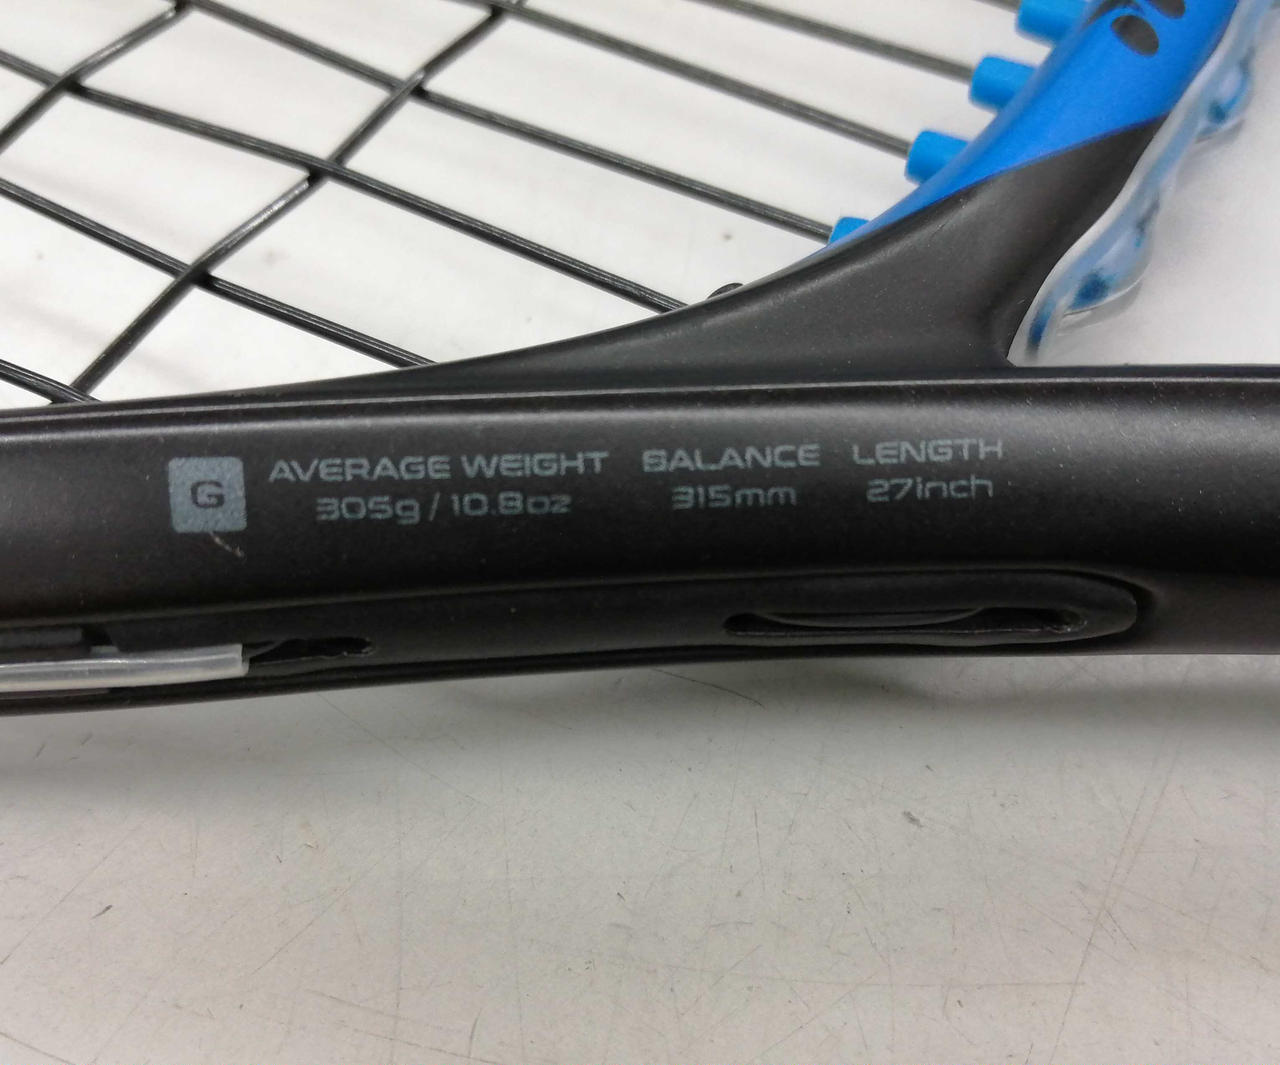 G AVERAGE WEIGHT BALANCE LENGTH
305g / 10.8oz 315mm 27inch